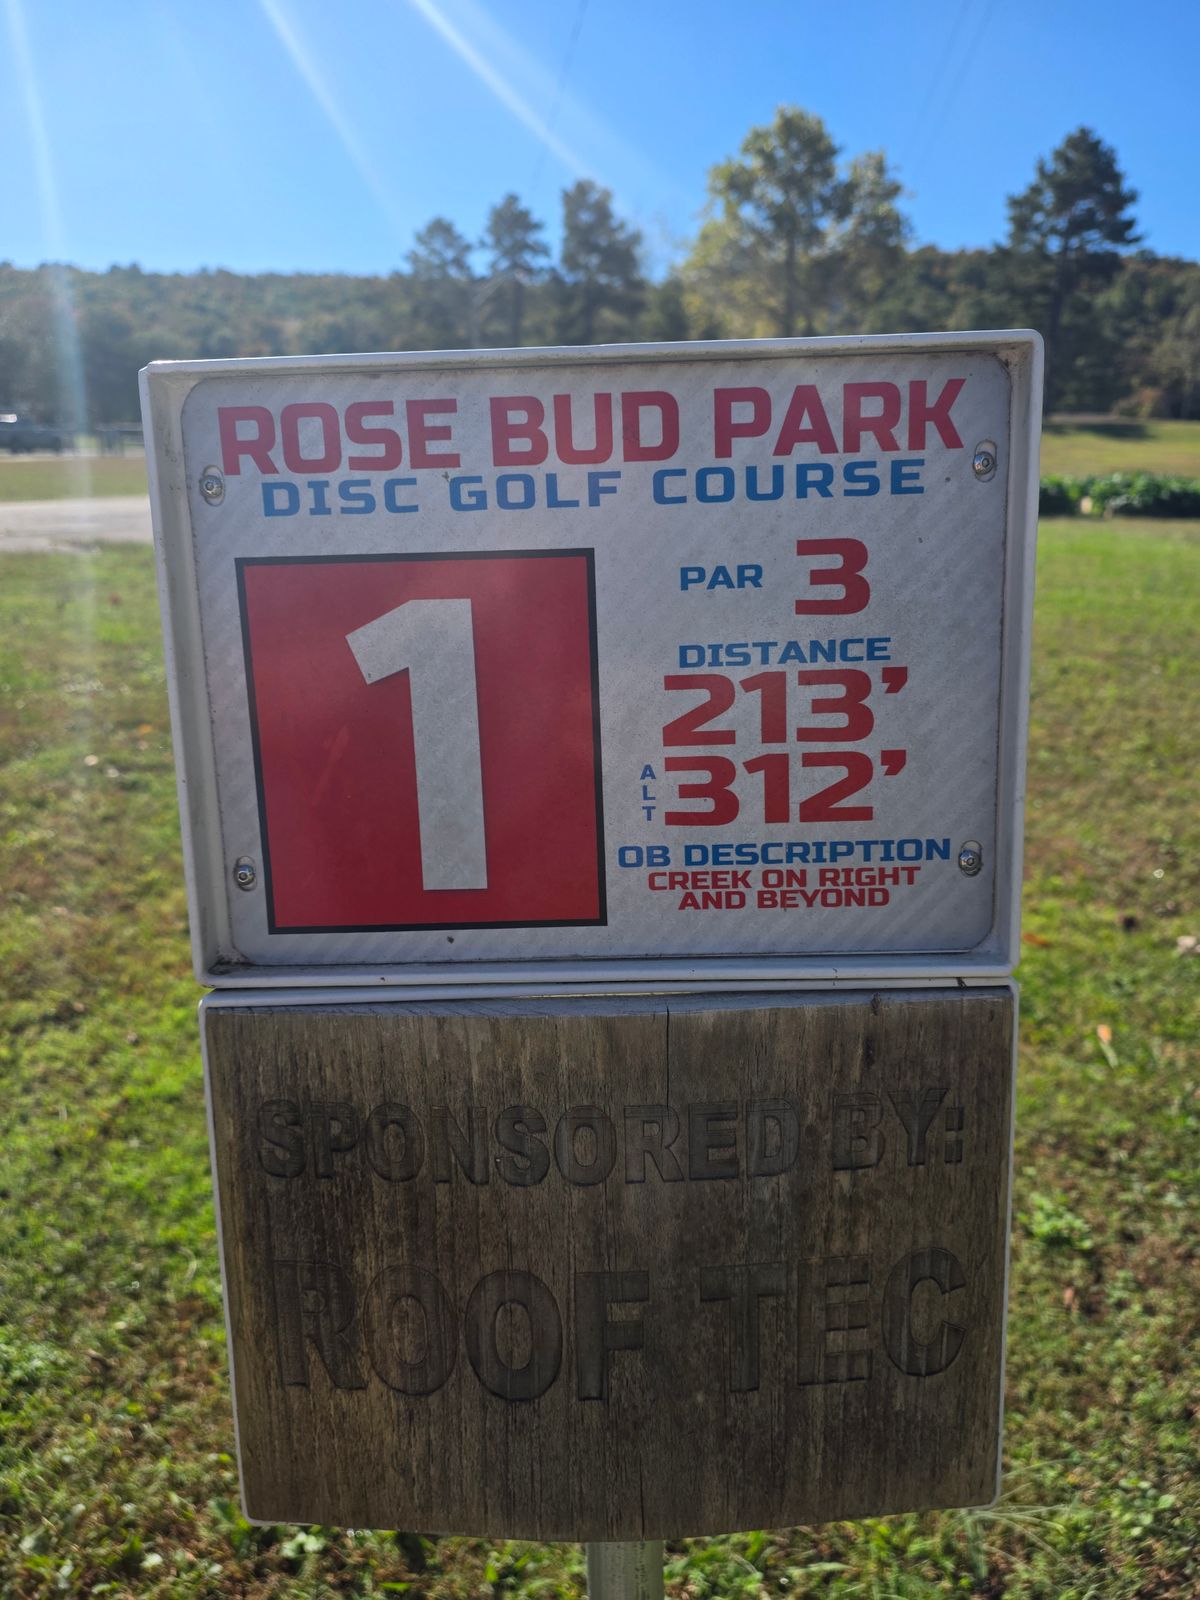 ROSE BUD PARK
DISC GOLF COURSE
1
PAR 3
DISTANCE
213’
ALT 312’
OB DESCRIPTION
CREEK ON RIGHT
AND BEYOND
SPONSORED BY:
ROOF TEC